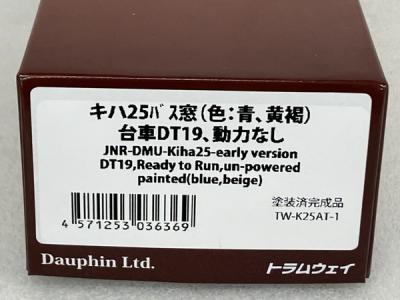 キハ25ﾊﾞｽ窓(色:青、黄褐)
台車DT19、動力なし
JNR-DMU-Kiha25-early version
DT19,Ready to Run,un-powered
painted(blue,beige)
塗装済完成品
TW-K25AT-1
4 571253 036369
Dauphin Ltd.
トラムウェイ